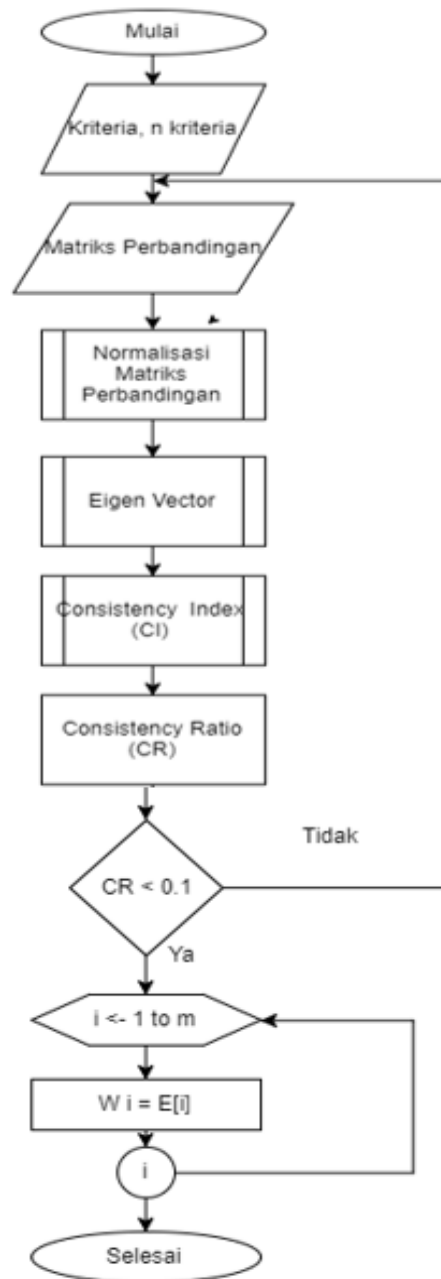 Mulai
Kriteria, n kriteria
Matriks Perbandingan
Normalisasi
Matriks
Perbandingan
Eigen Vector
Consistency Index
(CI)
Consistency Ratio
(CR)
Tidak
CR < 0.1
Ya
i <- 1 to m
W i = E[i]
i
Selesai